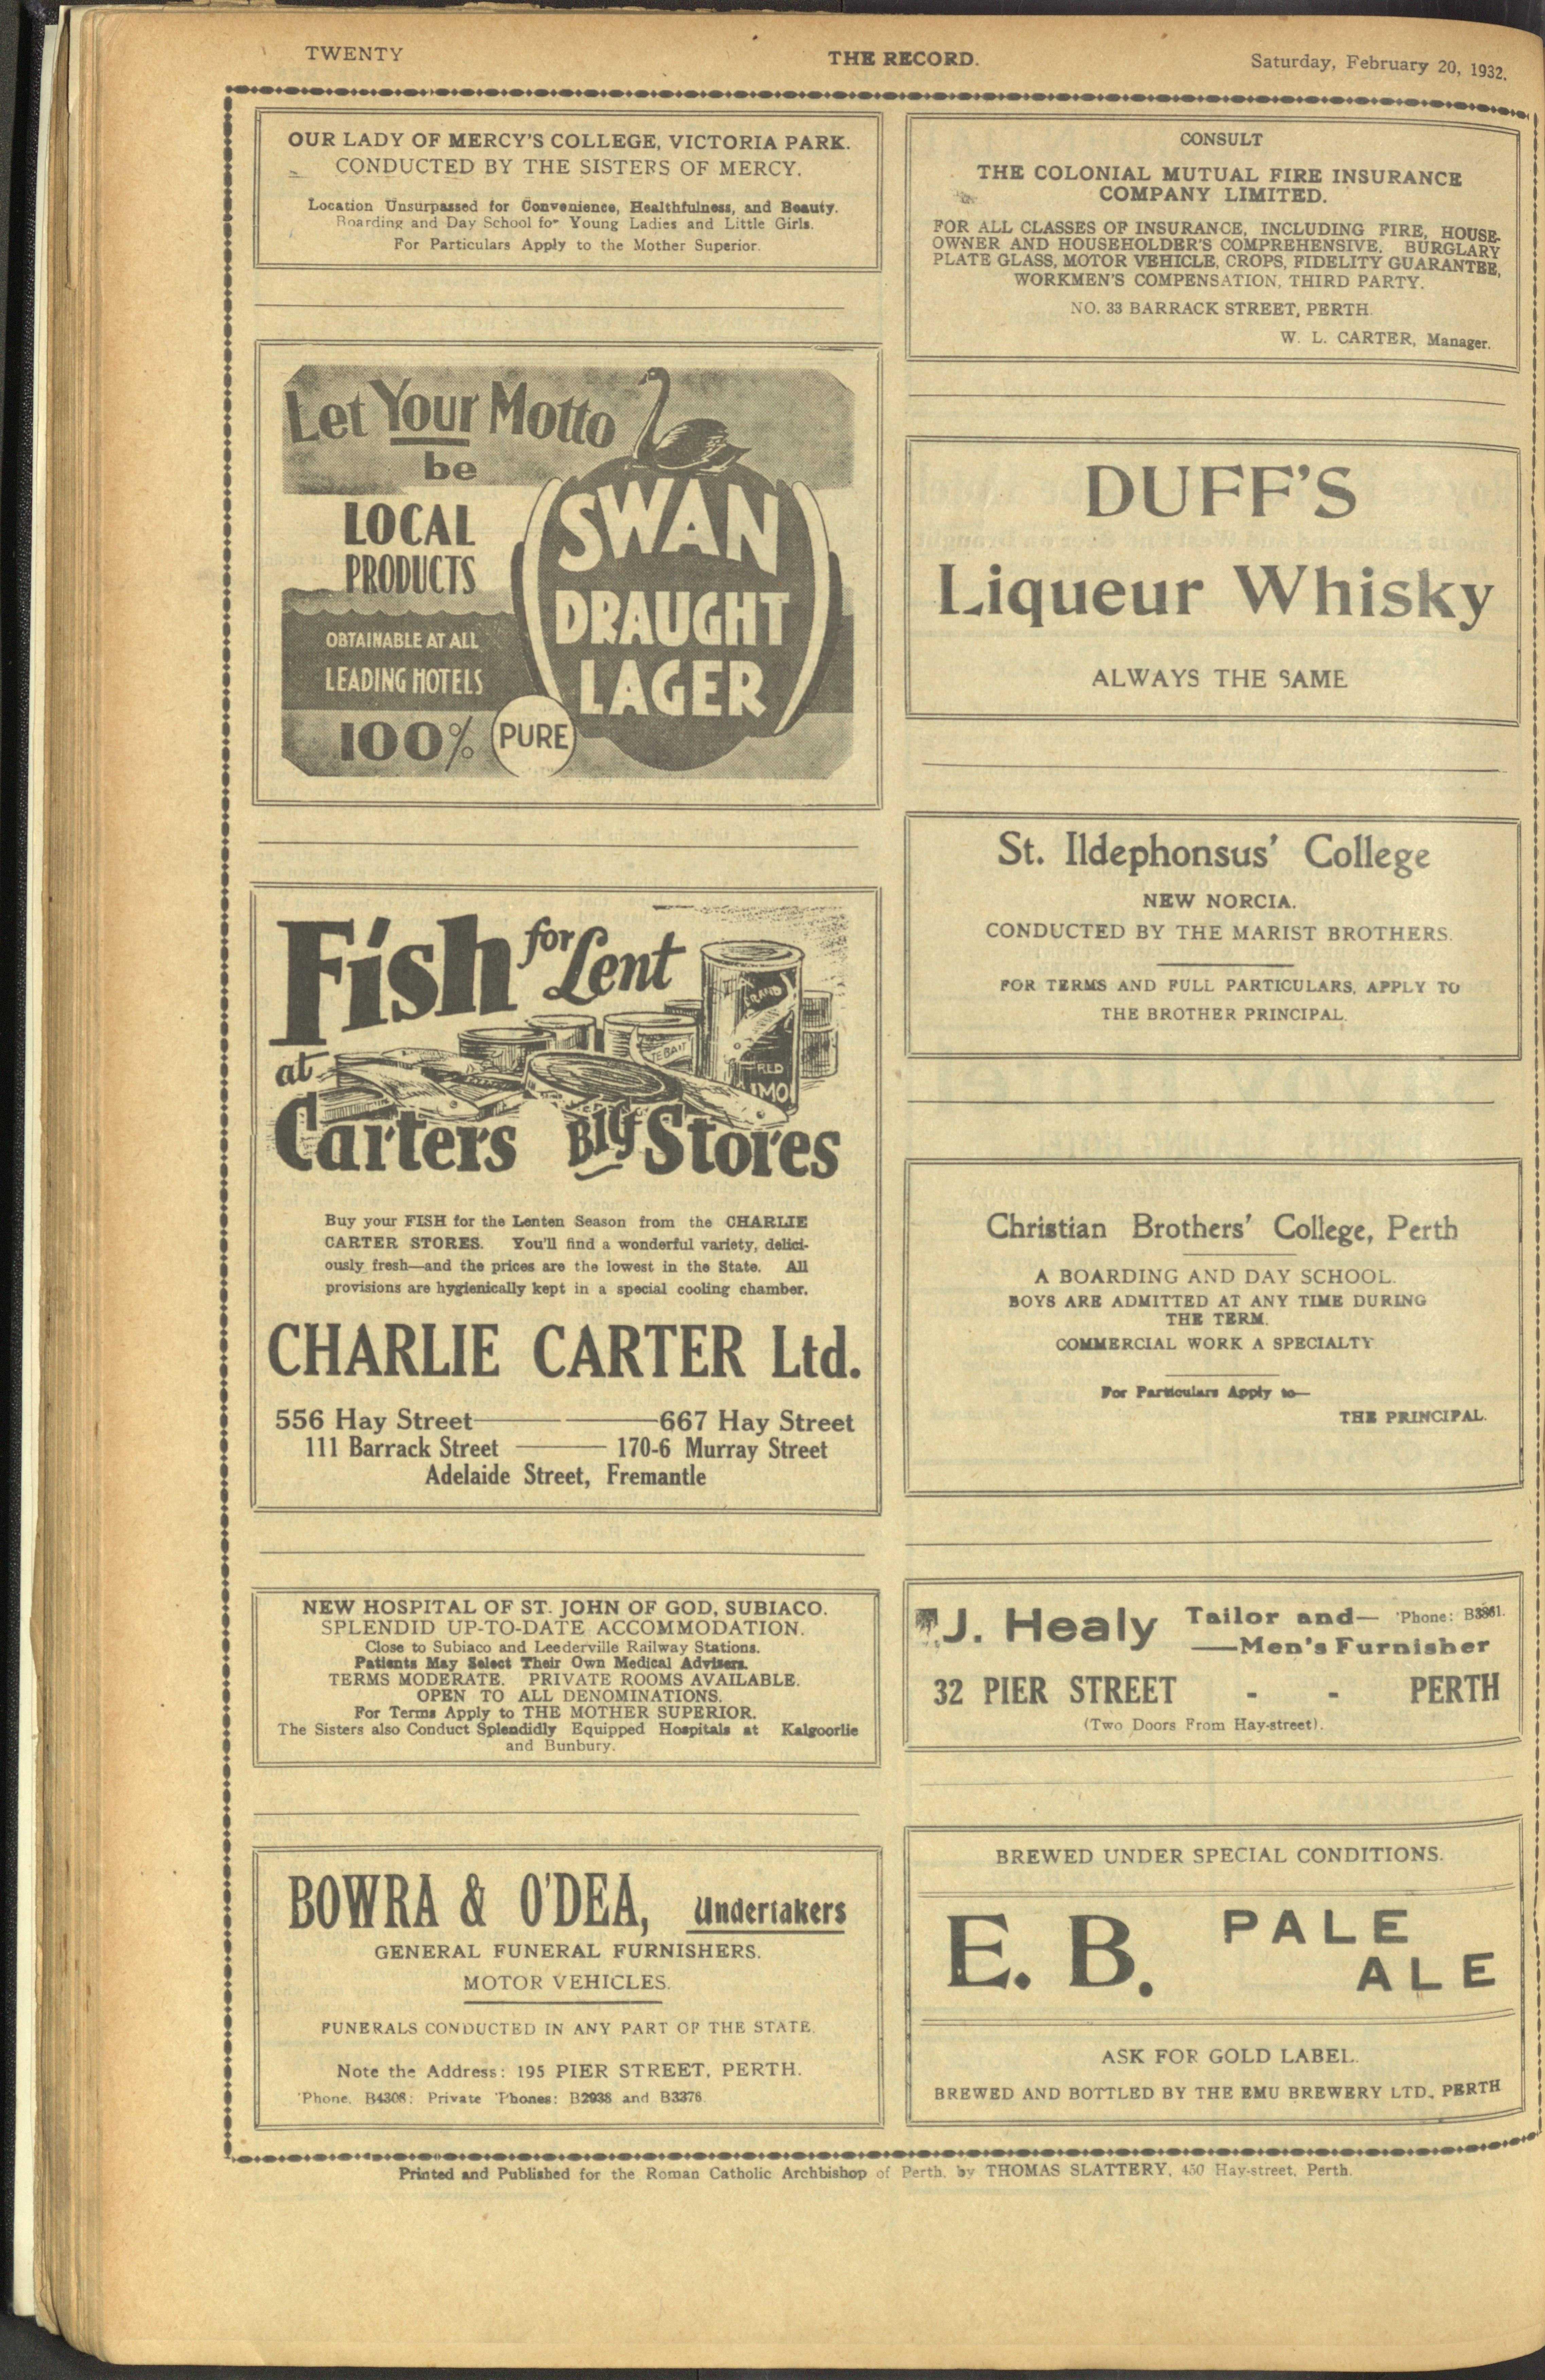 TWENTY
THE RECORD.
Saturday, February 20, 1932.
OUR LADY OF MERCY'S COLLEGE, VICTORIA PARK.
CONDUCTED BY THE SISTERS OF MERCY.
Location Unsurpassed for Convenience, Healthfulness, and Beauty.
Boarding and Day School for Young Ladies and Little Girls.
For Particulars Apply to the Mother Superior.
Let Your Motto
be
LOCAL
PRODUCTS
OBTAINABLE AT ALL
LEADING HOTELS
100% PURE
SWAN
DRAUGHT
LAGER
Fish for Lent
at
Carters BIG Stores
Buy your FISH for the Lenten Season from the CHARLIE
CARTER STORES. You'll find a wonderful variety, delici-
ously fresh—and the prices are the lowest in the State. All
provisions are hygienically kept in a special cooling chamber.
CHARLIE CARTER Ltd.
556 Hay Street——— ———667 Hay Street
111 Barrack Street ——— 170-6 Murray Street
Adelaide Street, Fremantle
NEW HOSPITAL OF ST. JOHN OF GOD, SUBIACO.
SPLENDID UP-TO-DATE ACCOMMODATION.
Close to Subiaco and Leederville Railway Stations.
Patients May Select Their Own Medical Advisers.
TERMS MODERATE. PRIVATE ROOMS AVAILABLE.
OPEN TO ALL DENOMINATIONS.
For Terms Apply to THE MOTHER SUPERIOR.
The Sisters also Conduct Splendidly Equipped Hospitals at Kalgoorlie
and Bunbury.
BOWRA & O'DEA, Undertakers
GENERAL FUNERAL FURNISHERS.
MOTOR VEHICLES.
FUNERALS CONDUCTED IN ANY PART OF THE STATE
Note the Address: 195 PIER STREET, PERTH.
'Phone, B4308; Private 'Phones: B2938 and B3376
CONSULT
THE COLONIAL MUTUAL FIRE INSURANCE
COMPANY LIMITED.
FOR ALL CLASSES OF INSURANCE, INCLUDING FIRE, HOUSE-
OWNER AND HOUSEHOLDER'S COMPREHENSIVE. BURGLARY
PLATE GLASS, MOTOR VEHICLE, CROPS, FIDELITY GUARANTEE,
WORKMEN'S COMPENSATION, THIRD PARTY.
NO. 33 BARRACK STREET, PERTH.
W. L. CARTER, Manager.
DUFF'S
Liqueur Whisky
ALWAYS THE SAME
St. Ildephonsus' College
NEW NORCIA.
CONDUCTED BY THE MARIST BROTHERS.
FOR TERMS AND FULL PARTICULARS, APPLY TO
THE BROTHER PRINCIPAL.
Christian Brothers' College, Perth
A BOARDING AND DAY SCHOOL.
BOYS ARE ADMITTED AT ANY TIME DURING
THE TERM.
COMMERCIAL WORK A SPECIALTY
For Particulars Apply to—
THE PRINCIPAL.
J. Healy Tailor and— 'Phone:
—Men's Furnisher
32 PIER STREET - - PERTH
(Two Doors From Hay-street).
BREWED UNDER SPECIAL CONDITIONS.
E. B. PALE
ALE
ASK FOR GOLD LABEL.
BREWED AND BOTTLED BY THE EMU BREWERY LTD., PERTH
Printed and Published for the Roman Catholic Archbishop of Perth, by THOMAS SLATTERY, 450 Hay-street, Perth.